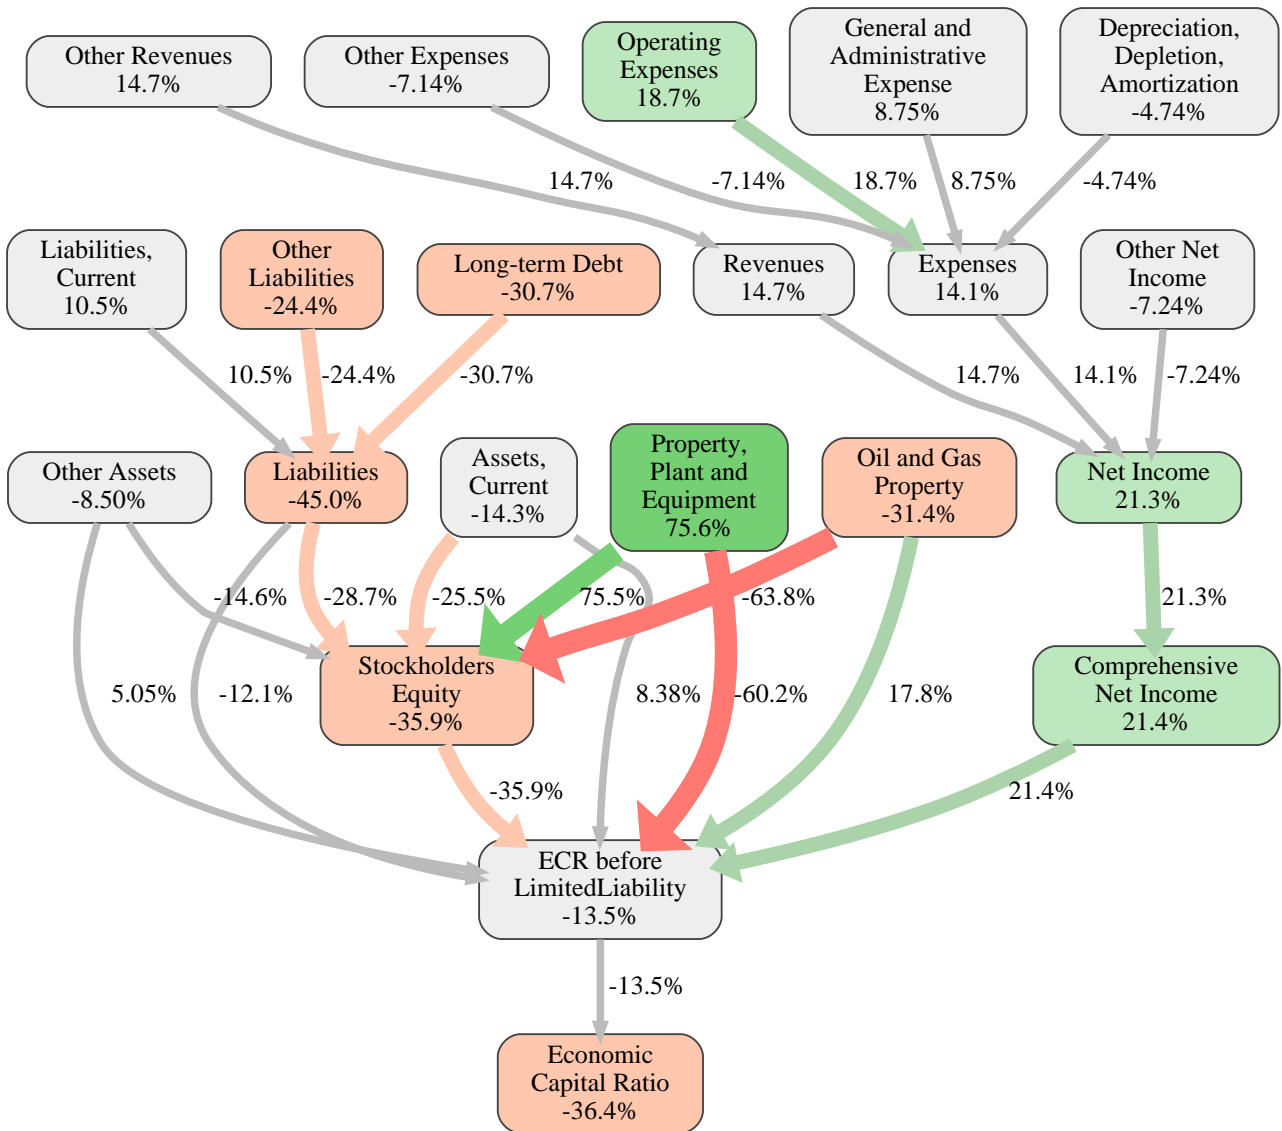 Other Revenues
14.7%
Other Expenses
-7.14%
Operating
Expenses
18.7%
General and
Administrative
Expense
8.75%
Depreciation,
Depletion,
Amortization
-4.74%
14.7%
-7.14%
18.7%
8.75%
-4.74%
Liabilities,
Current
10.5%
Other
Liabilities
-24.4%
Long-term Debt
-30.7%
Revenues
14.7%
Expenses
14.1%
Other Net
Income
-7.24%
10.5%
-24.4%
-30.7%
14.7%
14.1%
-7.24%
Other Assets
-8.50%
Liabilities
-45.0%
Assets,
Current
-14.3%
Property,
Plant and
Equipment
75.6%
Oil and Gas
Property
-31.4%
Net Income
21.3%
-14.6%
-28.7%
-25.5%
75.5%
-63.8%
21.3%
Stockholders
Equity
-35.9%
Comprehensive
Net Income
21.4%
5.05%
-12.1%
8.38%
-60.2%
17.8%
-35.9%
21.4%
ECR before
LimitedLiability
-13.5%
-13.5%
Economic
Capital Ratio
-36.4%